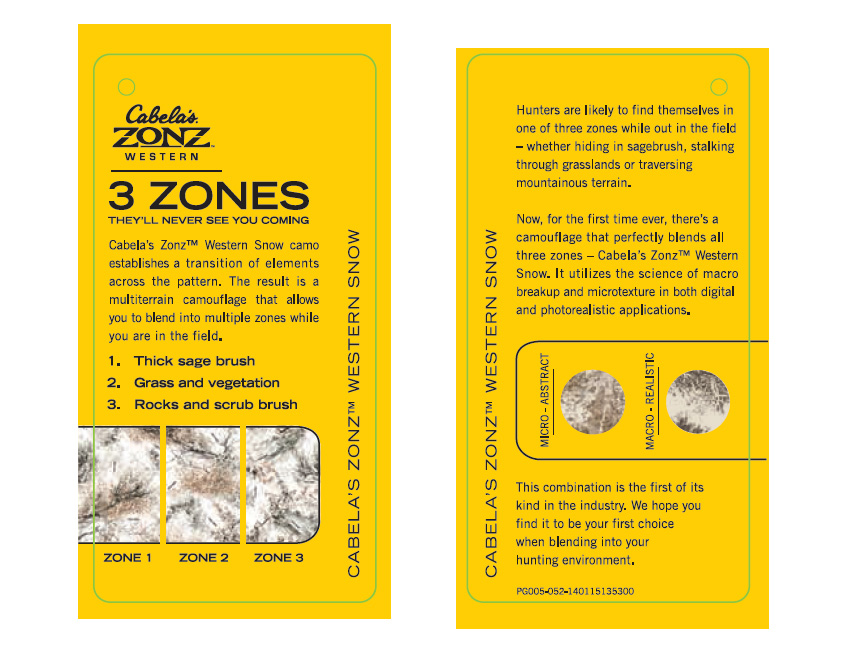 Cabela's.
ZONZ™
WESTERN
3 ZONES
THEY'LL NEVER SEE YOU COMING
Cabela's Zonz™ Western Snow camo
establishes a transition of elements
across the pattern. The result is a
multiterrain camouflage that allows
you to blend into multiple zones while
you are in the field.
1. Thick sage brush
2. Grass and vegetation
3. Rocks and scrub brush
ZONE 1 ZONE 2 ZONE 3
CABELA'S ZONZ™ WESTERN SNOW
CABELA'S ZONZ™ WESTERN SNOW
Hunters are likely to find themselves in
one of three zones while out in the field
– whether hiding in sagebrush, stalking
through grasslands or traversing
mountainous terrain.
Now, for the first time ever, there's a
camouflage that perfectly blends all
three zones – Cabela's Zonz™ Western
Snow. It utilizes the science of macro
breakup and microtexture in both digital
and photorealistic applications.
MICRO - ABSTRACT
MACRO - REALISTIC
This combination is the first of its
kind in the industry. We hope you
find it to be your first choice
when blending into your
hunting environment.
PG005-052-140115135300